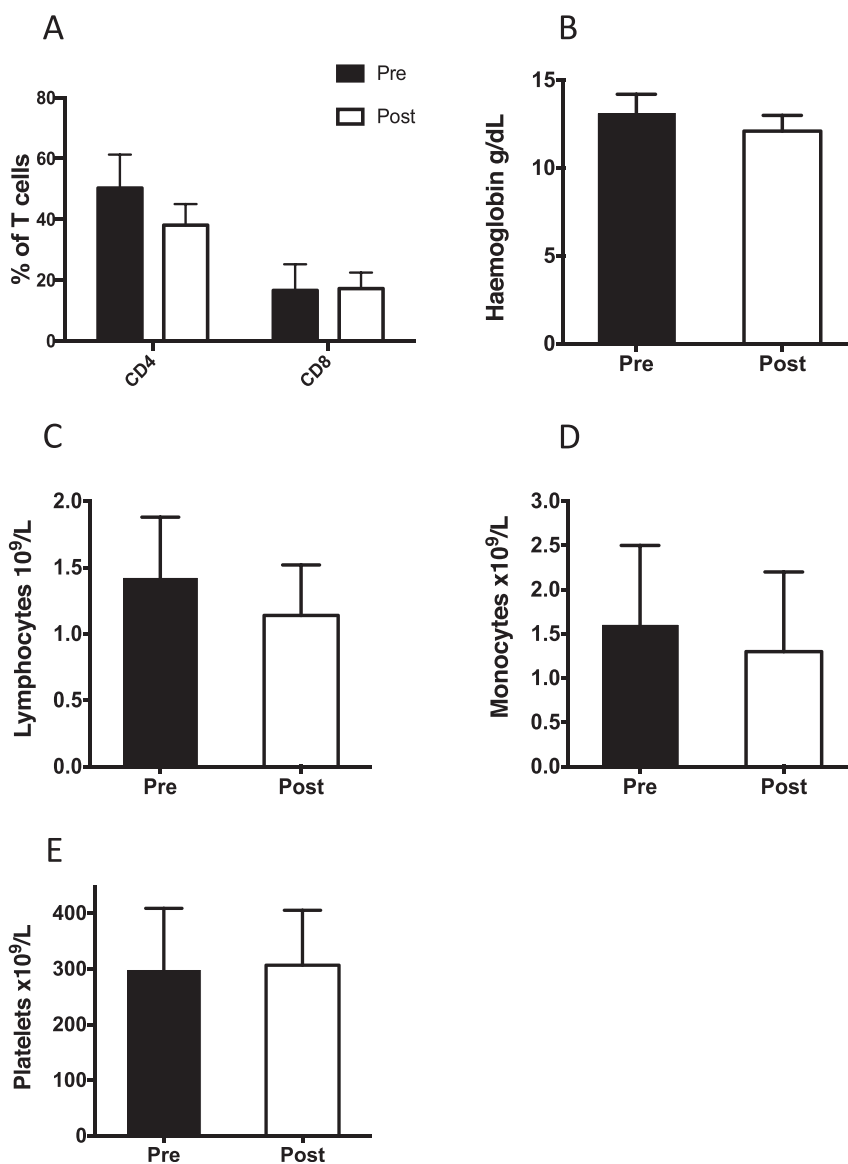 A
Pre
Post
% of T cells
80
60
40
20
0
CD4
CD8
B
Haemoglobin g/dL
15
10
5
0
Pre
Post
C
Lymphocytes 10⁹/L
2.0
1.5
1.0
0.5
0.0
Pre
Post
D
Monocytes x10⁹/L
3.0
2.5
2.0
1.5
1.0
0.5
0.0
Pre
Post
E
Platelets x10⁹/L
400
300
200
100
0
Pre
Post